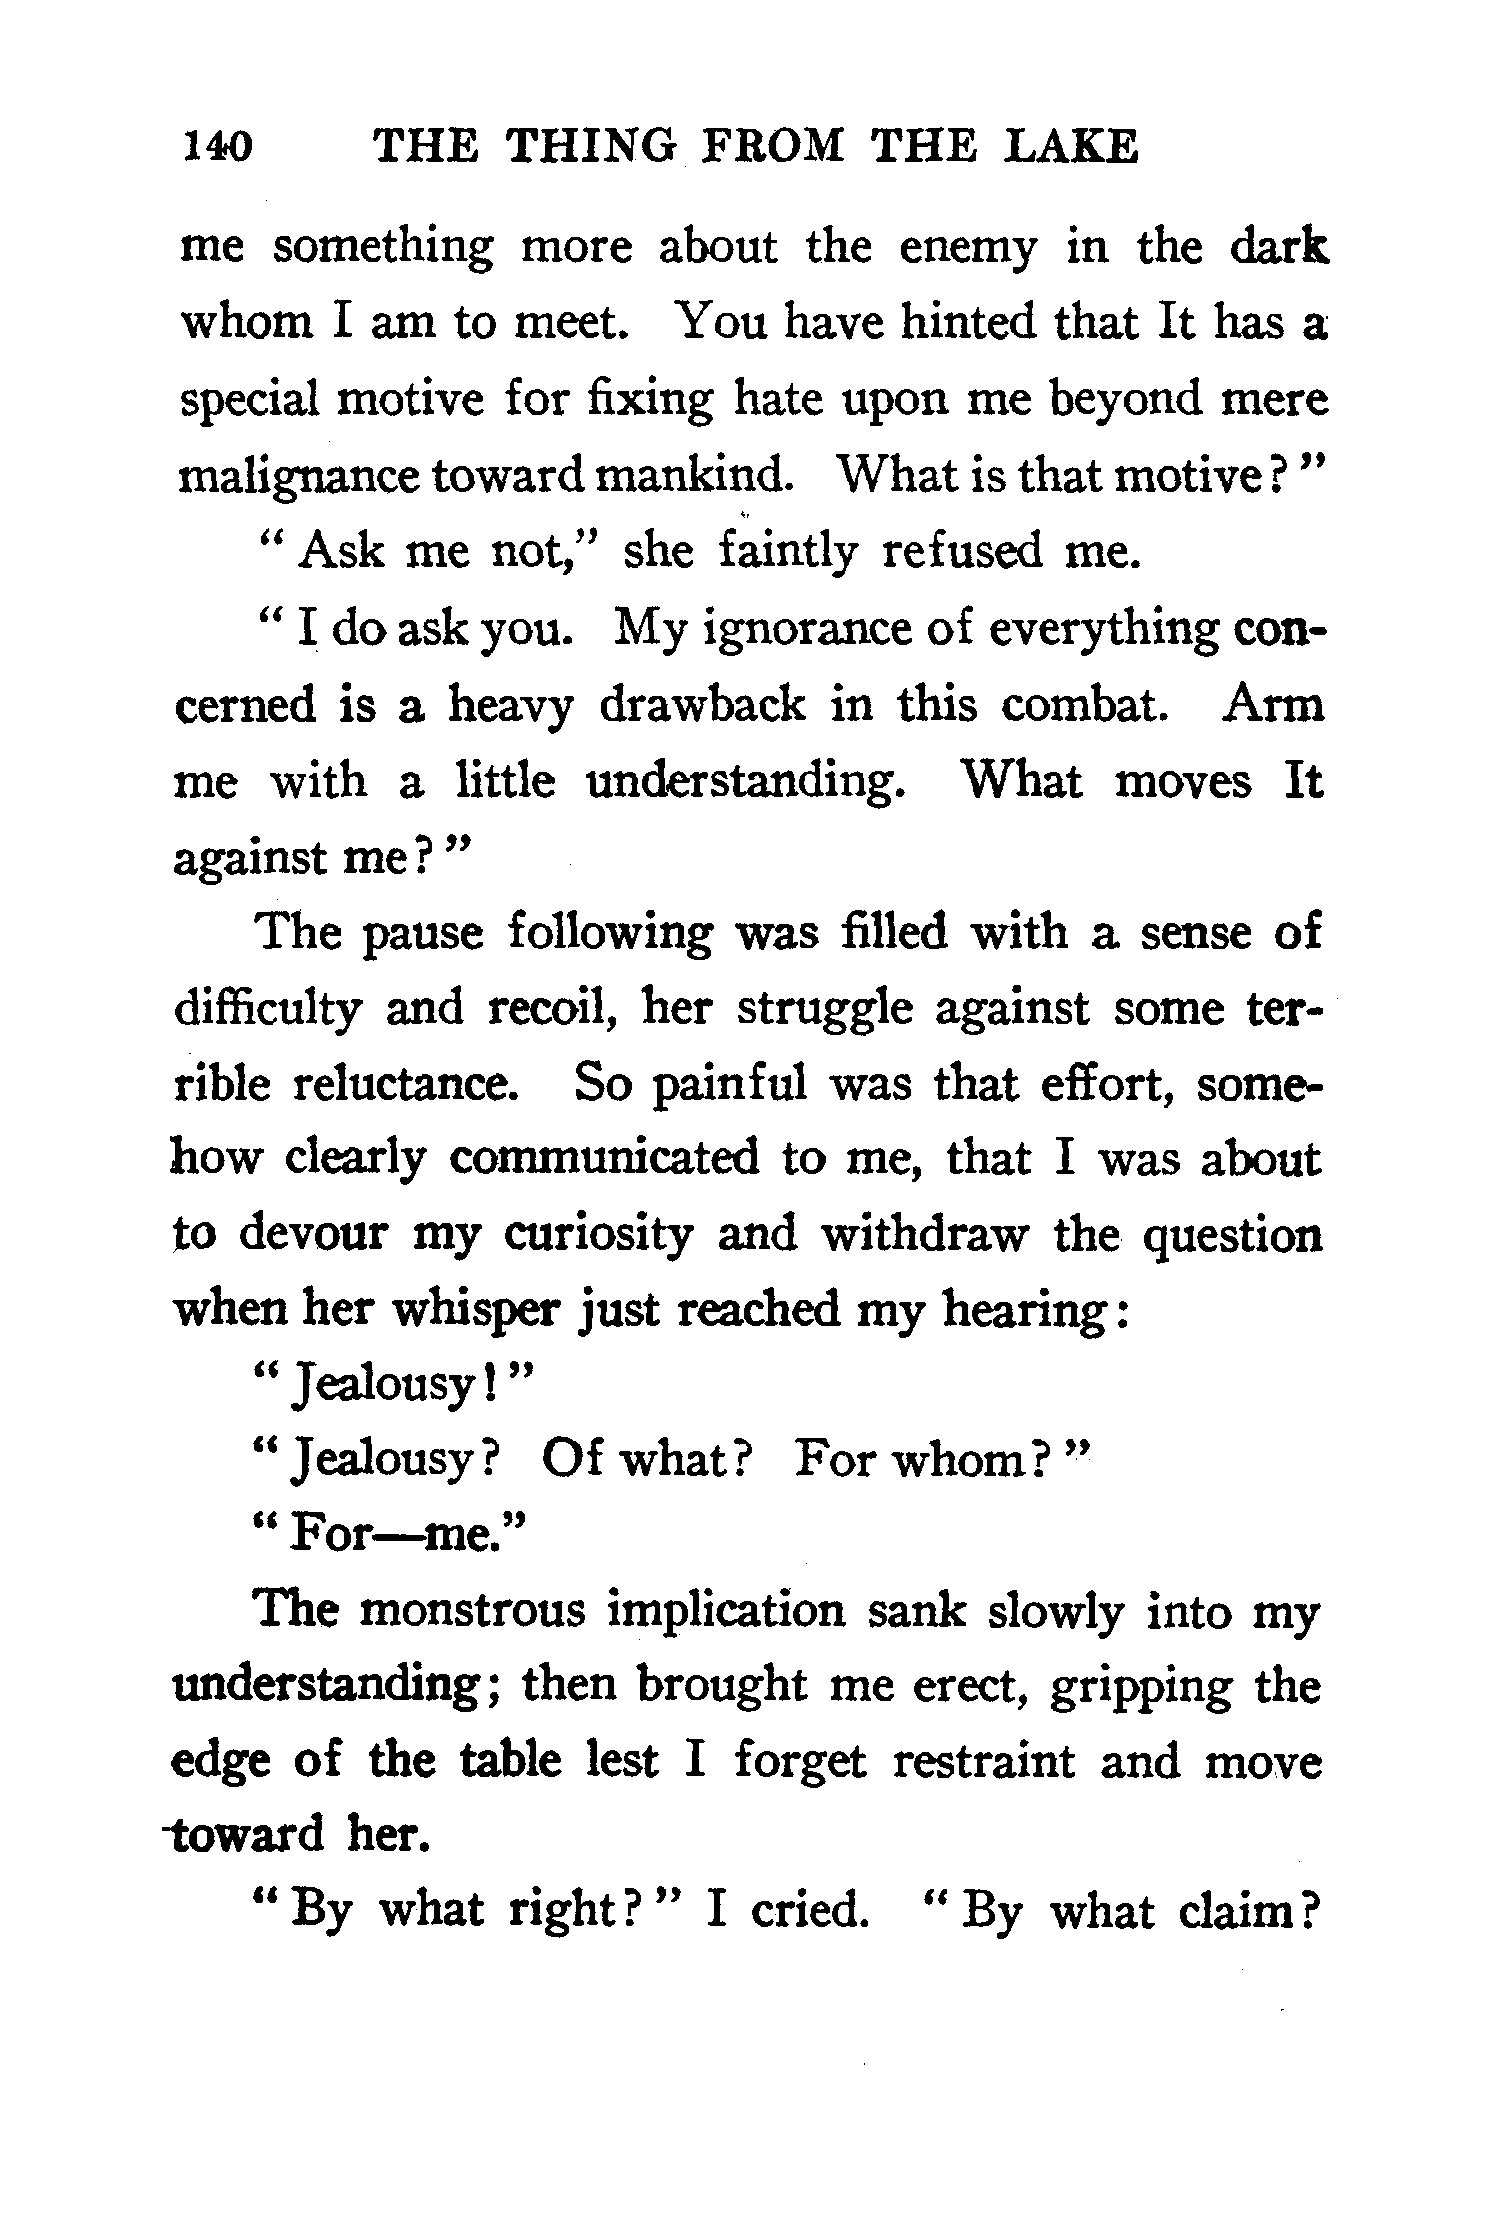 140 THE THING FROM THE LAKE
me something more about the enemy in the dark
whom I am to meet. You have hinted that It has a
special motive for fixing hate upon me beyond mere
malignance toward mankind. What is that motive? ”
“ Ask me not,” she faintly refused me.
“ I do ask you. My ignorance of everything con-
cerned is a heavy drawback in this combat. Arm
me with a little understanding. What moves It
against me? ”
The pause following was filled with a sense of
difficulty and recoil, her struggle against some ter-
rible reluctance. So painful was that effort, some-
how clearly communicated to me, that I was about
to devour my curiosity and withdraw the question
when her whisper just reached my hearing:
“ Jealousy! ”
“ Jealousy? Of what? For whom? ”
“ For—me.”
The monstrous implication sank slowly into my
understanding; then brought me erect, gripping the
edge of the table lest I forget restraint and move
toward her.
“ By what right? ” I cried. “ By what claim?